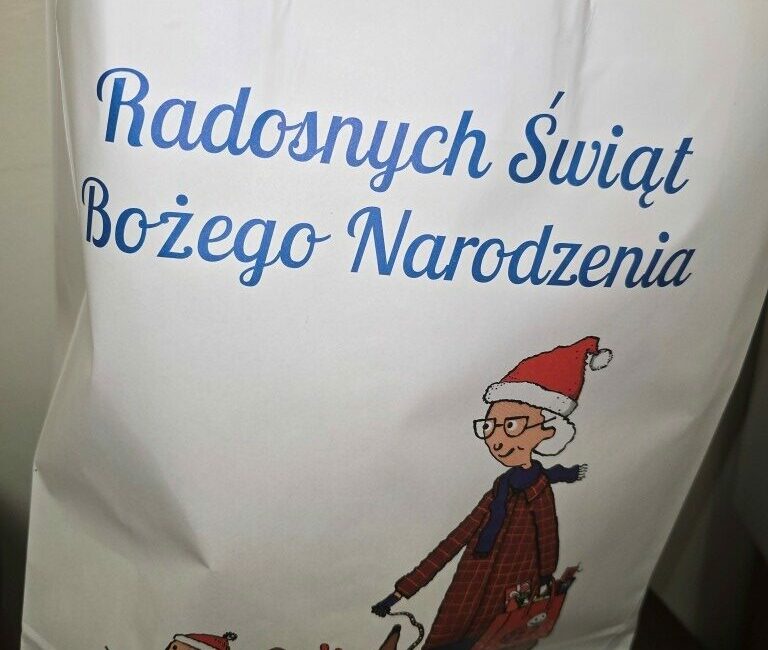 Radosnych Świąt
Bożego Narodzenia